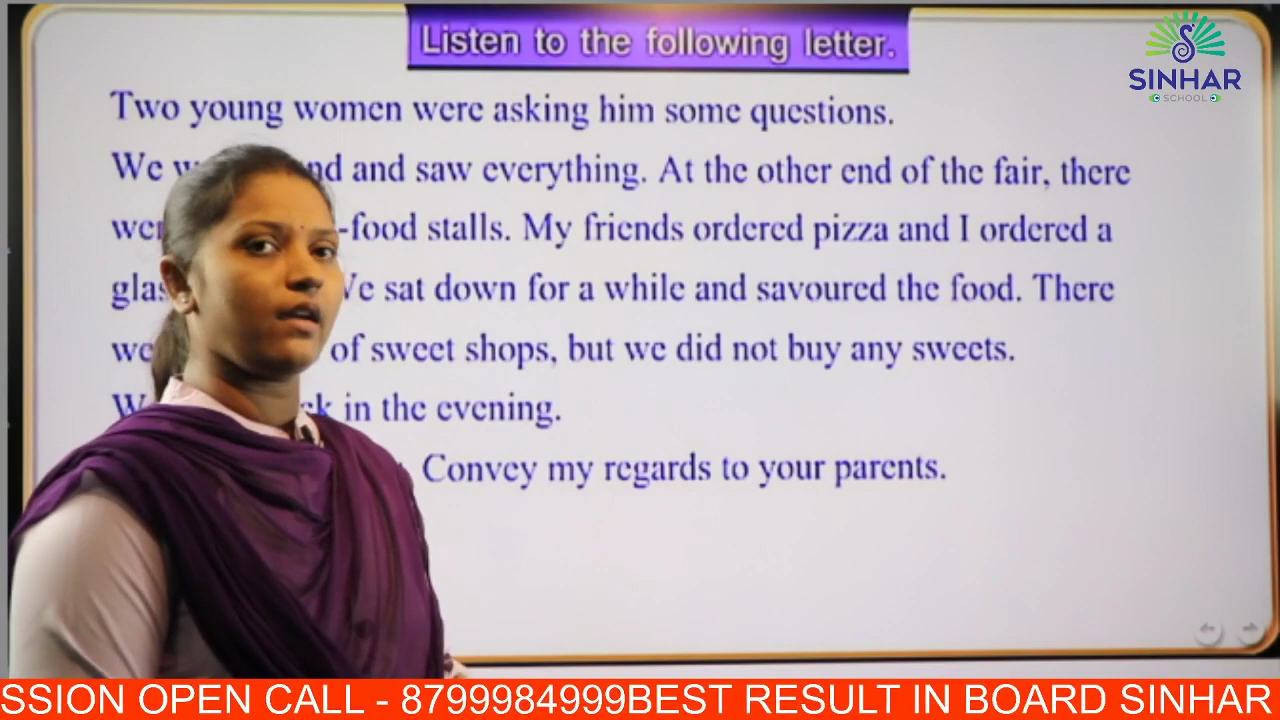 Listen to the following letter.
SINHAR
SCHOOL
Two young women were asking him some questions.
We and saw everything. At the other end of the fair, there
-food stalls. My friends ordered pizza and I ordered a
sat down for a while and savoured the food. There
of sweet shops, but we did not buy any sweets.
in the evening.
Convey my regards to your parents.
SSION OPEN CALL - 8799984999BEST RESULT IN BOARD SINHAR